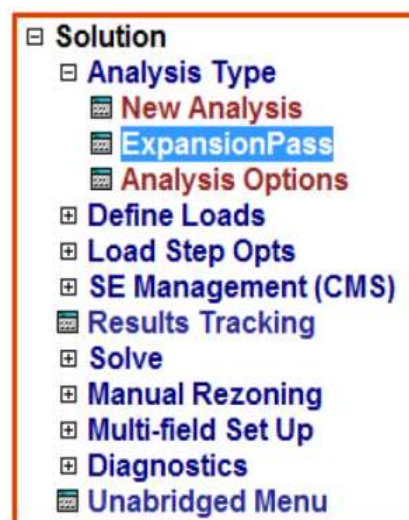 Solution
Analysis Type
New Analysis
ExpansionPass
Analysis Options
Define Loads
Load Step Opts
SE Management (CMS)
Results Tracking
Solve
Manual Rezoning
Multi-field Set Up
Diagnostics
Unabridged Menu